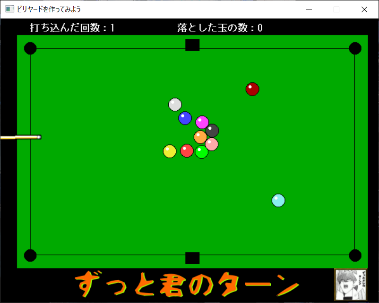 ビリヤードを作ってみよう
打ち込んだ回数：1 落とした玉の数：0
ずっと君のターン